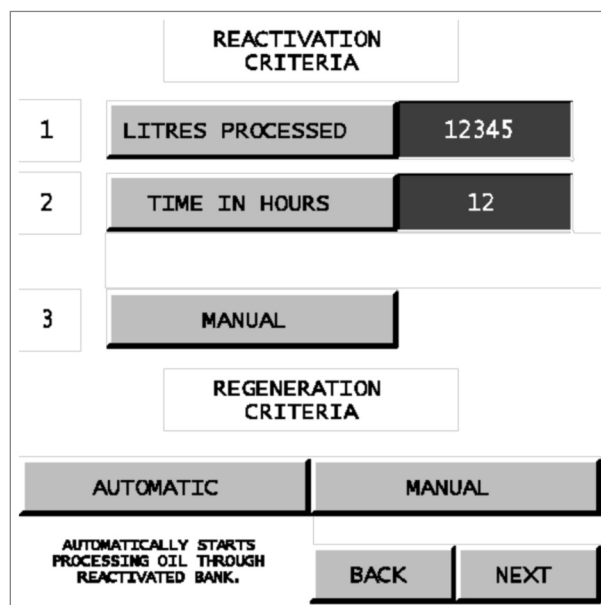 REACTIVATION
CRITERIA
1 LITRES PROCESSED 12345
2 TIME IN HOURS 12
3 MANUAL
REGENERATION
CRITERIA
AUTOMATIC MANUAL
AUTOMATICALLY STARTS
PROCESSING OIL THROUGH
REACTIVATED BANK.
BACK NEXT